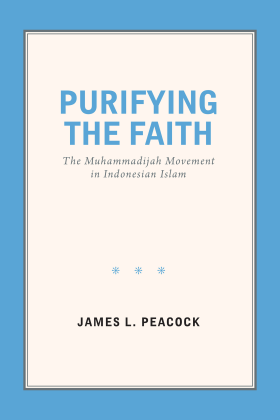 PURIFYING
THE FAITH
The Muhammadijah Movement
in Indonesian Islam
JAMES L. PEACOCK